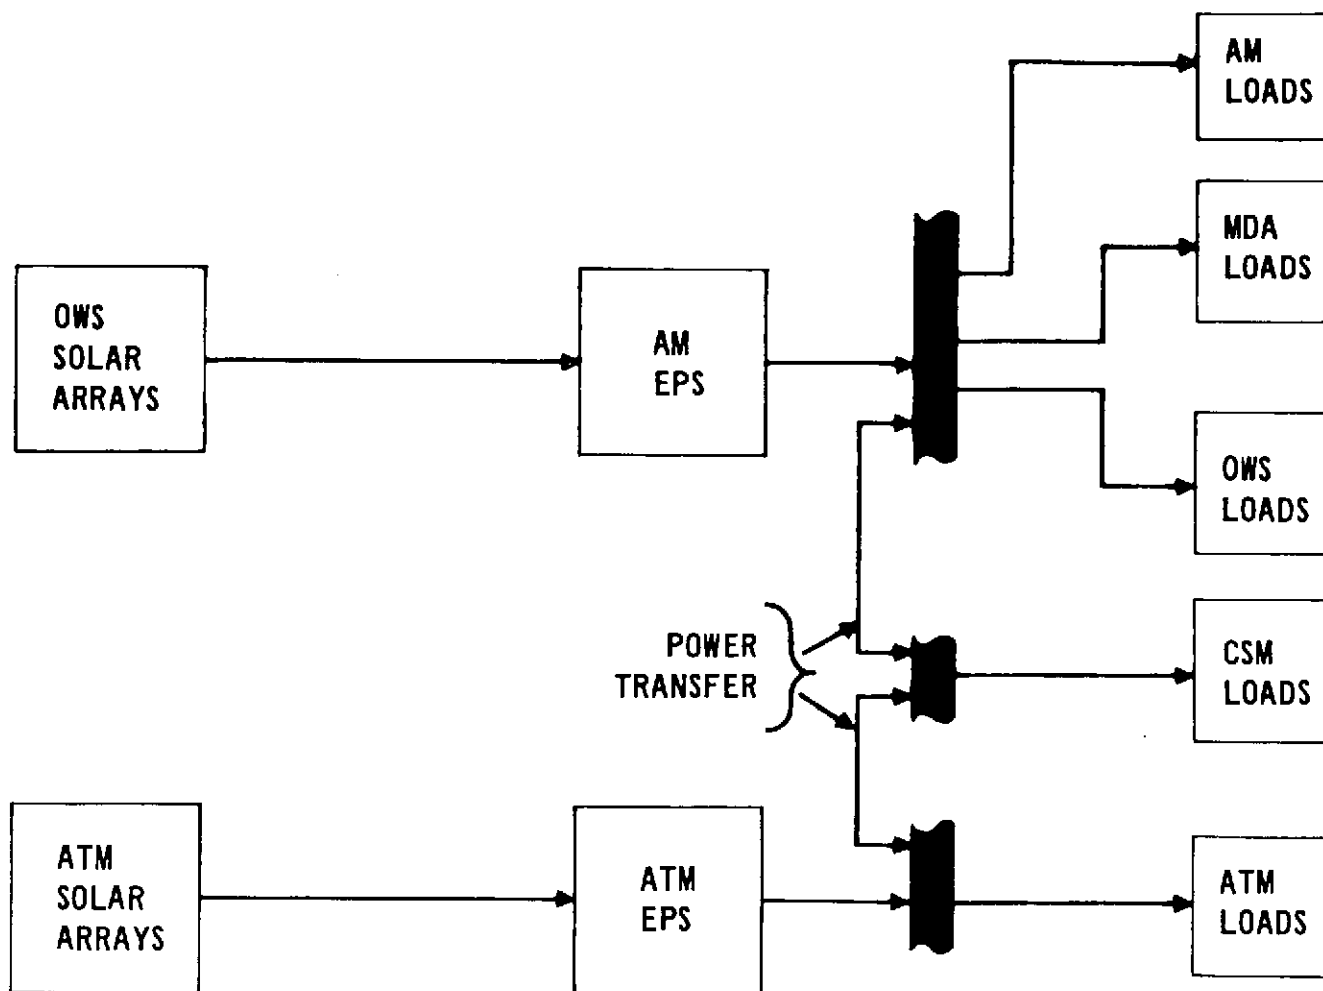 AM
LOADS
MDA
LOADS
OWS
SOLAR
ARRAYS
AM
EPS
OWS
LOADS
POWER
TRANSFER
CSM
LOADS
ATM
SOLAR
ARRAYS
ATM
EPS
ATM
LOADS